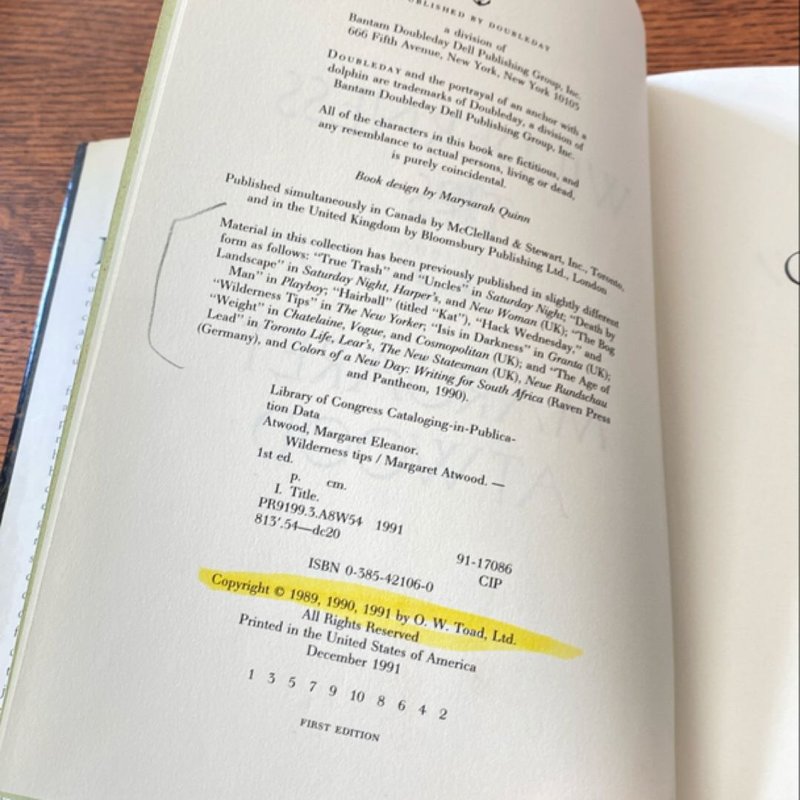 PUBLISHED BY DOUBLEDAY
a division of
Bantam Doubleday Dell Publishing Group, Inc.
666 Fifth Avenue, New York, New York 10103
DOUBLEDAY and the portrayal of an anchor with a
dolphin are trademarks of Doubleday, a division of
Bantam Doubleday Dell Publishing Group, Inc.
All of the characters in this book are fictitious, and
any resemblance to actual persons, living or dead,
is purely coincidental.
Book design by Marysarah Quinn
Published simultaneously in Canada by McClelland & Stewart, Inc., Toronto,
and in the United Kingdom by Bloomsbury Publishing Ltd., London
Material in this collection has been previously published in slightly different
form as follows: “True Trash” and “Uncles” in Saturday Night; “Death by
Landscape” in Saturday Night, Harper's, and New Woman (UK); “The Bog
Man” in Playboy; “Hairball” (titled “Kat”), “Hack Wednesday,” and
“Wilderness Tips” in The New Yorker; “Isis in Darkness” in Granta (UK);
“Weight” in Chatelaine, Vogue, and Cosmopolitan (UK); and “The Age of
Lead” in Toronto Life, Lear's, The New Statesman (UK), Neue Rundschau
(Germany), and Colors of a New Day: Writing for South Africa (Raven Press
and Pantheon, 1990).
Library of Congress Cataloging-in-Publica-
tion Data
Atwood, Margaret Eleanor.
Wilderness tips / Margaret Atwood. —
1st ed.
p. cm.
I. Title.
PR9199.3.A8W54 1991
813'.54—dc20 91-17086
CIP
ISBN 0-385-42106-0
Copyright © 1989, 1990, 1991 by O. W. Toad, Ltd.
All Rights Reserved
Printed in the United States of America
December 1991
1 3 5 7 9 10 8 6 4 2
FIRST EDITION